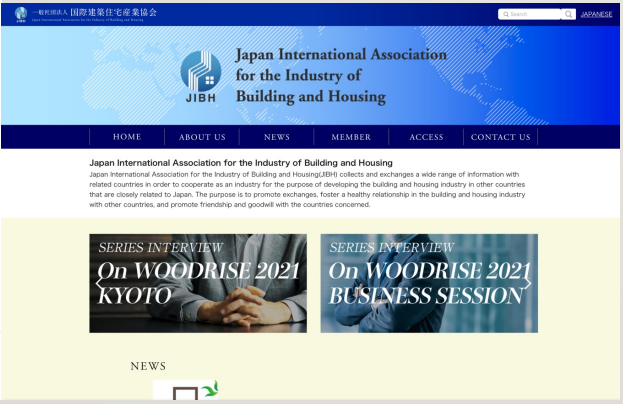 一般社団法人 国際建築住宅産業協会
Japan International Association for the Industry of Building and Housing
JIBH
Search
JAPANESE
JIBH
Japan International Association
for the Industry of
Building and Housing
HOME
ABOUT US
NEWS
MEMBER
ACCESS
CONTACT US
Japan International Association for the Industry of Building and Housing
Japan International Association for the Industry of Building and Housing(JIBH) collects and exchanges a wide range of information with
related countries in order to cooperate as an industry for the purpose of developing the building and housing industry in other countries
that are closely related to Japan. The purpose is to promote exchanges, foster a healthy relationship in the building and housing industry
with other countries, and promote friendship and goodwill with the countries concerned.
SERIES INTERVIEW
On WOODRISE 2021
KYOTO
SERIES INTERVIEW
On WOODRISE 2021
BUSINESS SESSION
NEWS